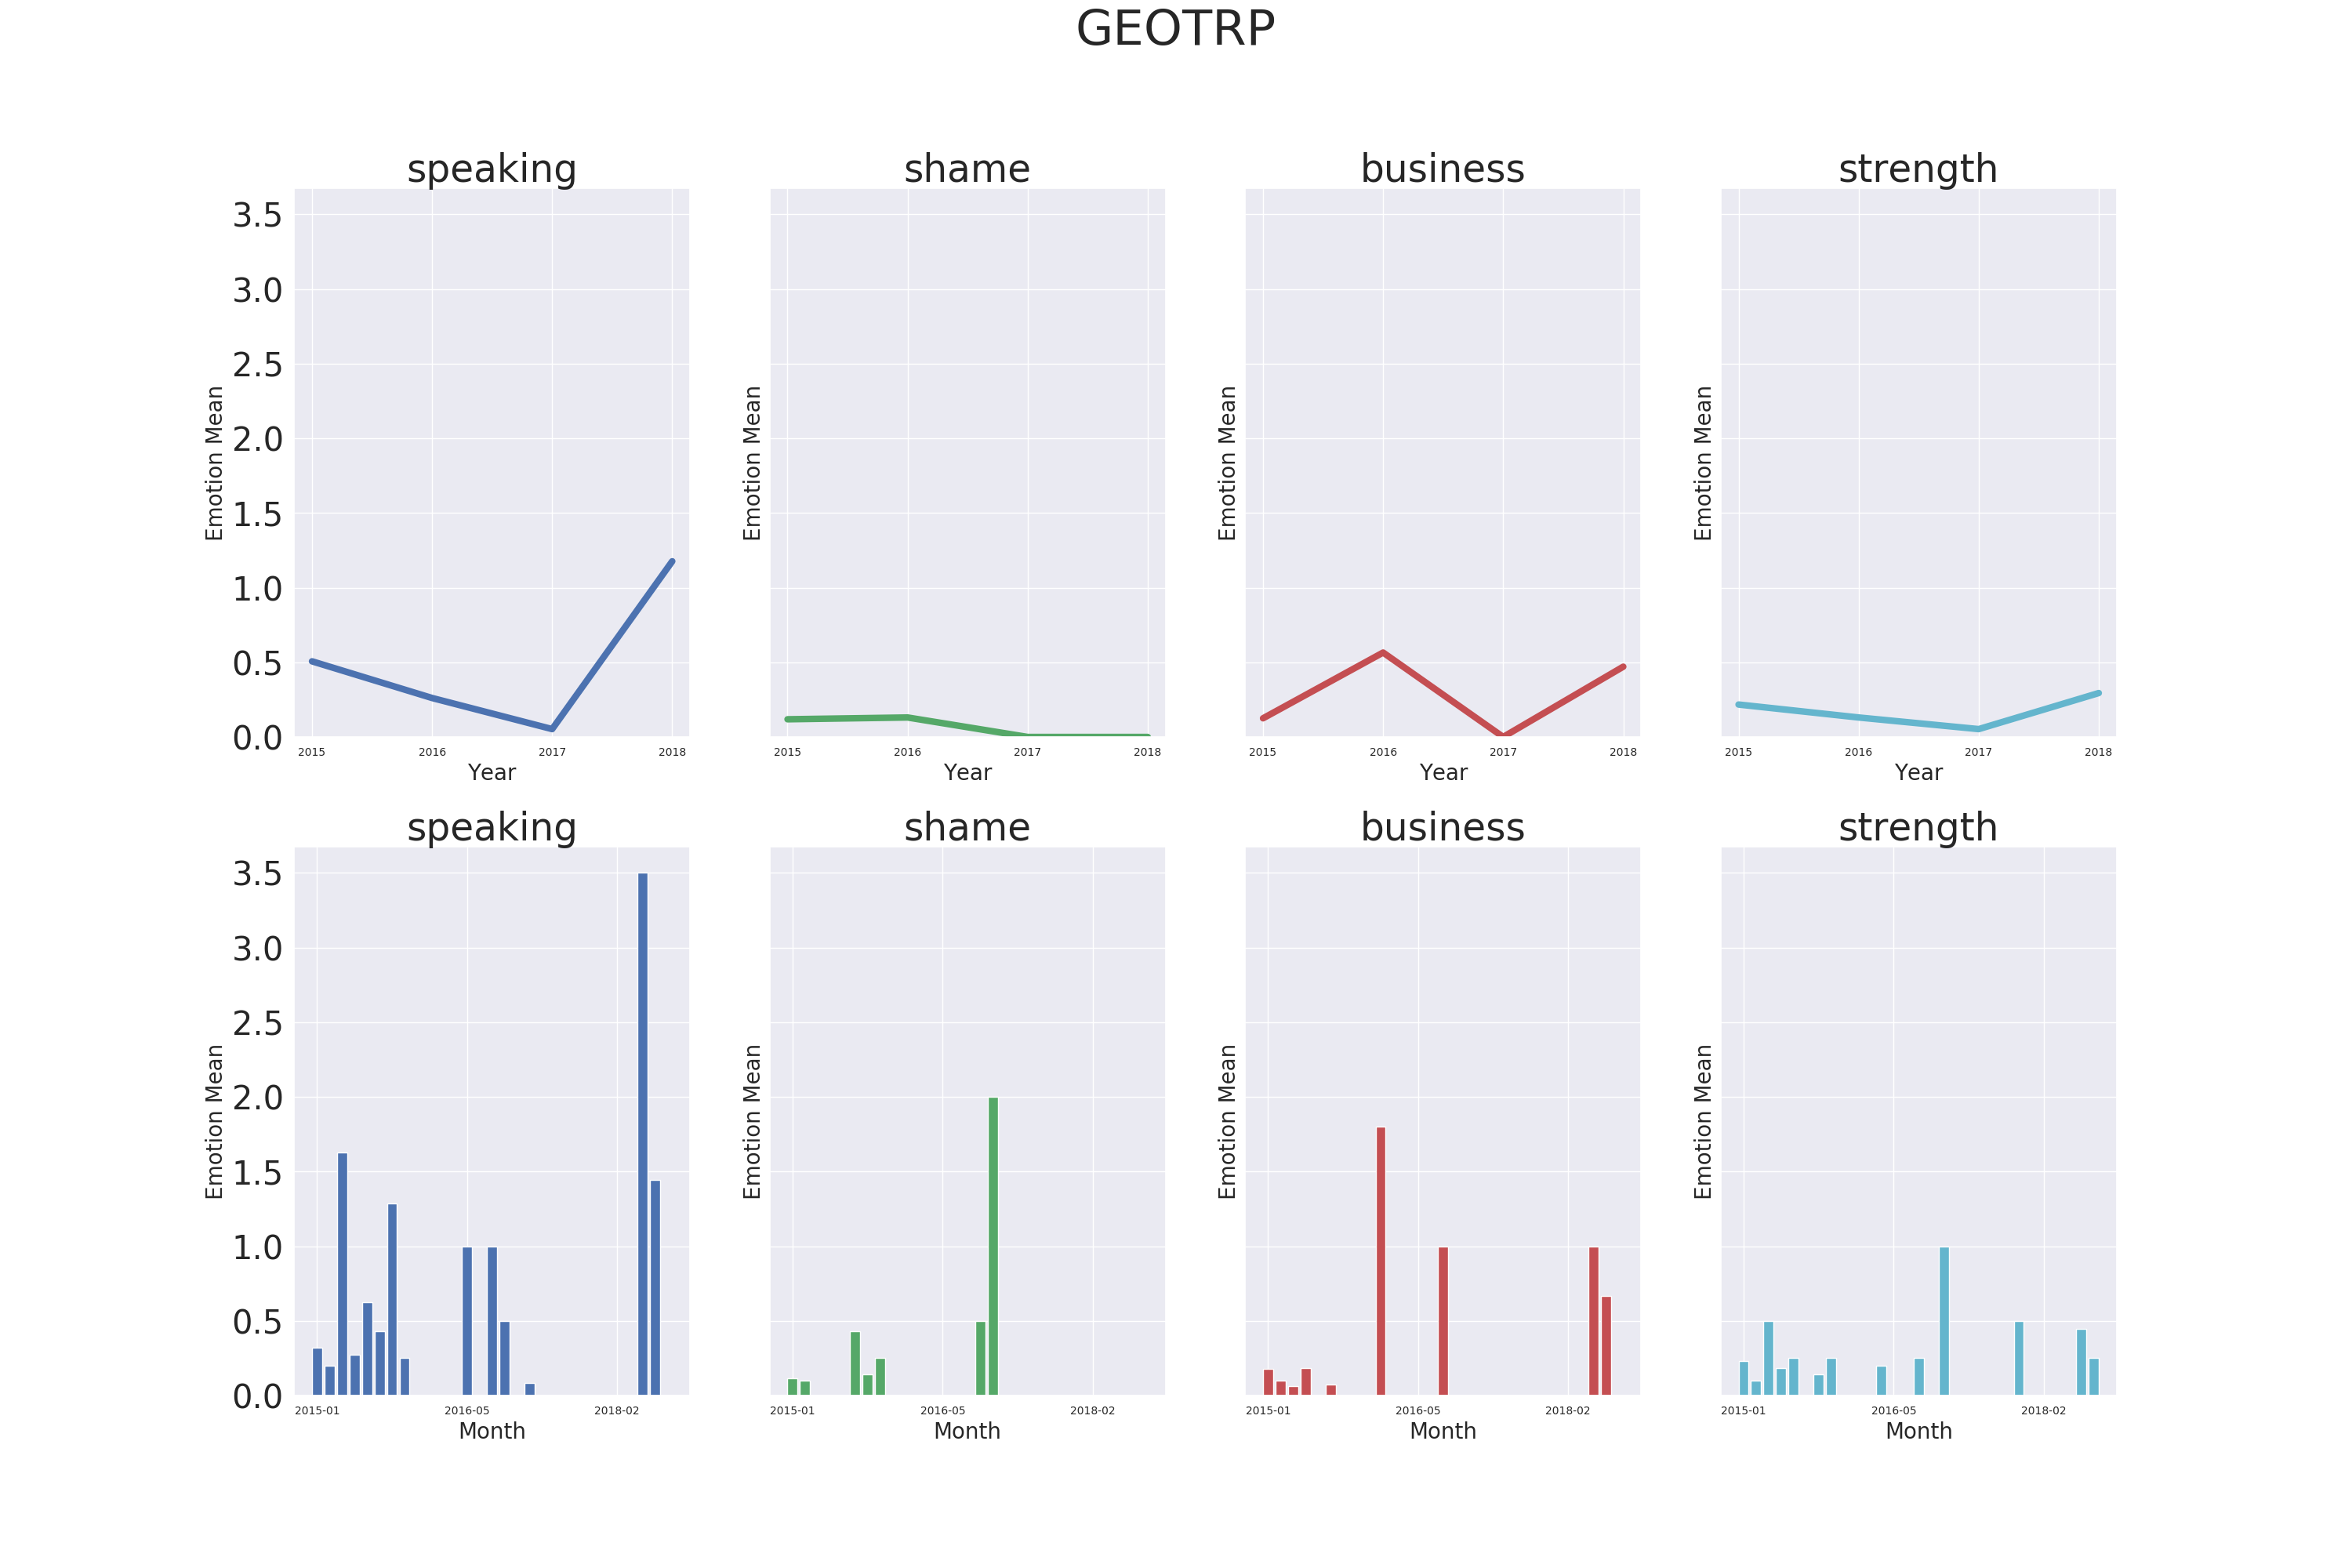 GEOTRP
speaking
shame
business
strength
3.5
3.0
2.5
2.0
1.5
1.0
0.5
0.0
Emotion Mean
Emotion Mean
Emotion Mean
Emotion Mean
2015 2016 2017 2018
2015 2016 2017 2018
2015 2016 2017 2018
2015 2016 2017 2018
Year
Year
Year
Year
speaking
shame
business
strength
3.5
3.0
2.5
2.0
1.5
1.0
0.5
0.0
Emotion Mean
Emotion Mean
Emotion Mean
Emotion Mean
2015-01 2016-05 2018-02
2015-01 2016-05 2018-02
2015-01 2016-05 2018-02
2015-01 2016-05 2018-02
Month
Month
Month
Month